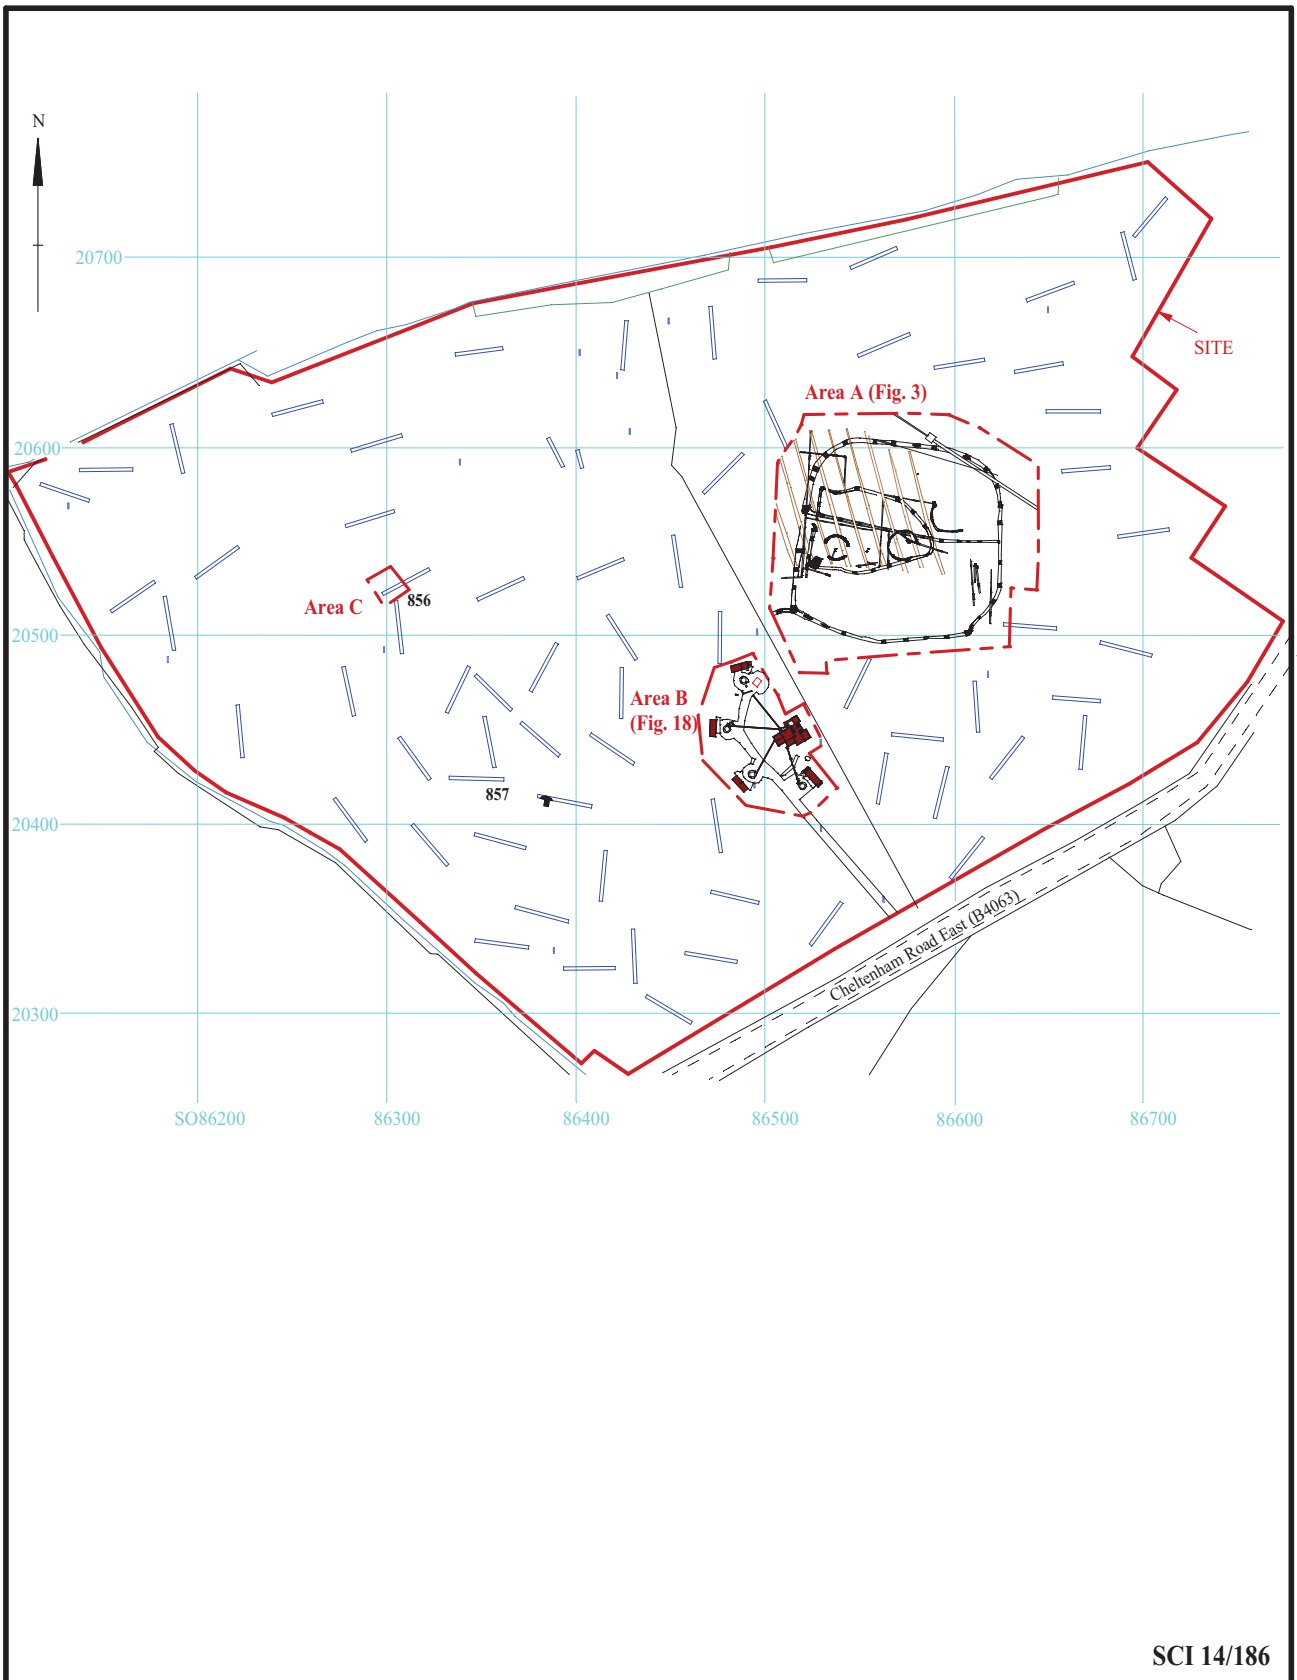 N
20700
SITE
Area A (Fig. 3)
20600
Area C
856
20500
Area B
(Fig. 18)
857
20400
Cheltenham Road East (B4063)
20300
SO86200
86300
86400
86500
86600
86700
SCI 14/186